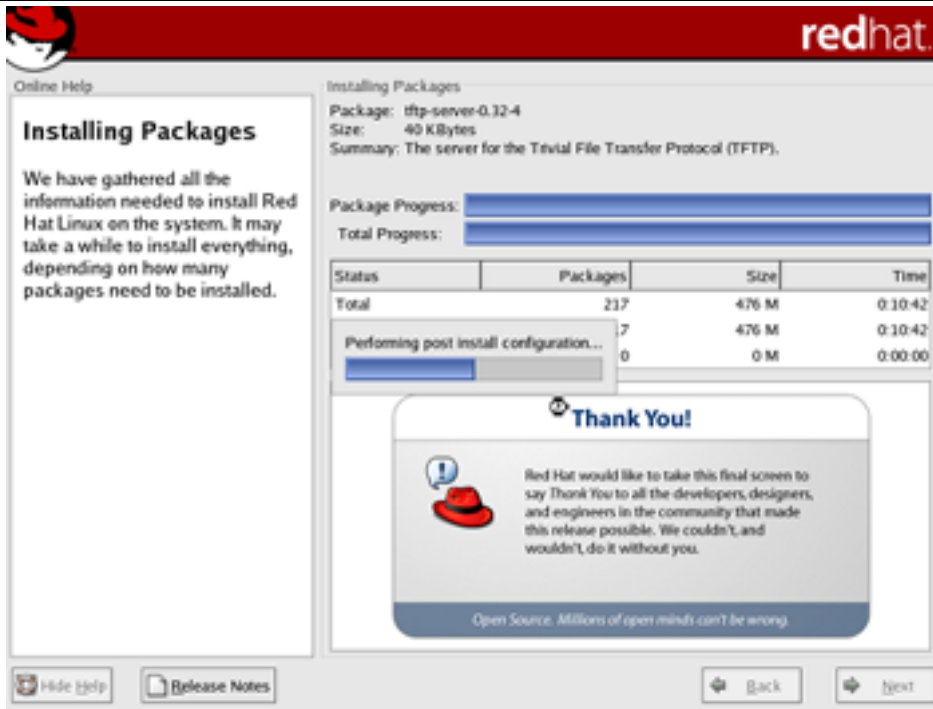 redhat.
Online Help
Installing Packages
We have gathered all the
information needed to install Red
Hat Linux on the system. It may
take a while to install everything,
depending on how many
packages need to be installed.
Installing Packages
Package: tftp-server-0.32-4
Size: 40 KBytes
Summary: The server for the Trivial File Transfer Protocol (TFTP).
Package Progress:
Total Progress:
Status Packages Size Time
Total 217 476 M 0:10:42
7 476 M 0:10:42
0 0 M 0:00:00
Performing post install configuration...
Thank You!
Red Hat would like to take this final screen to
say Thank You to all the developers, designers,
and engineers in the community that made
this release possible. We couldn't, and
wouldn't, do it without you.
Open Source. Millions of open minds can't be wrong.
Hide Help
Release Notes
Back
Next